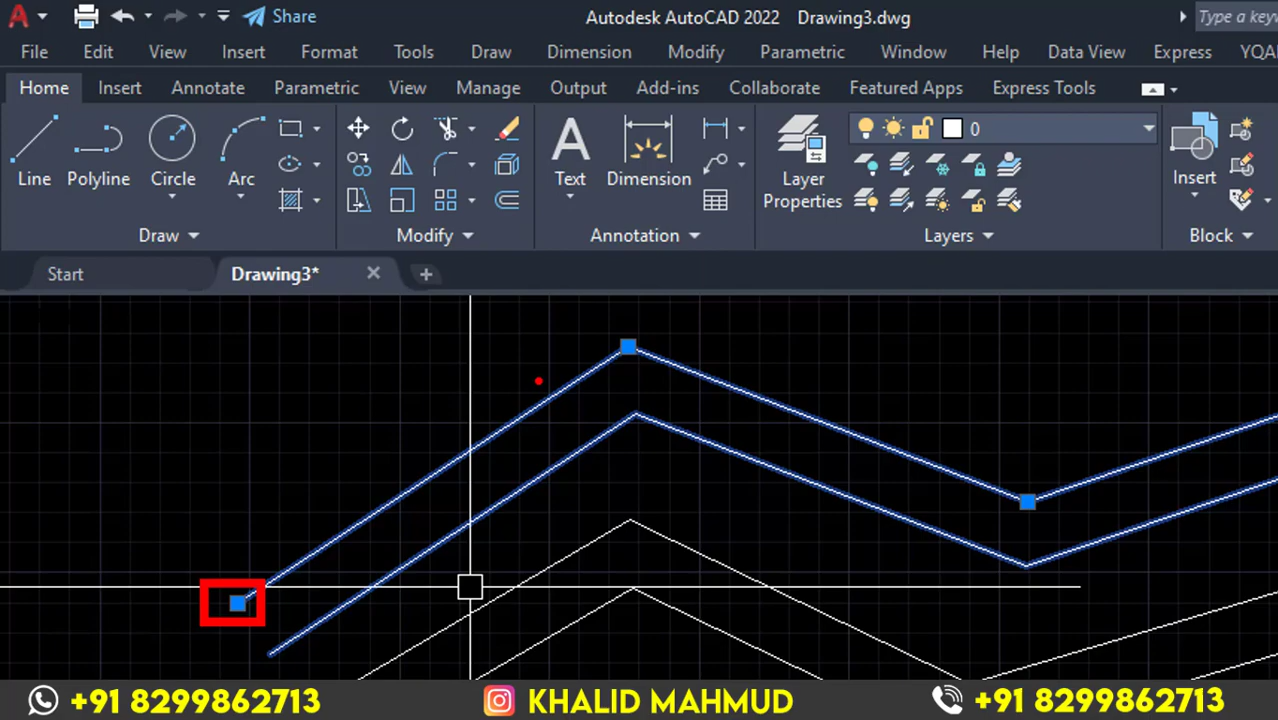 Share
Autodesk AutoCAD 2022 Drawing3.dwg
Type a keyw
File Edit View Insert Format Tools Draw Dimension Modify Parametric Window Help Data View Express YQA
Home Insert Annotate Parametric View Manage Output Add-ins Collaborate Featured Apps Express Tools
0
Line Polyline Circle Arc
Text Dimension
Layer
Properties
Insert
Draw Modify Annotation Layers Block
Start Drawing3*
+91 8299862713 KHALID MAHMUD +91 8299862713